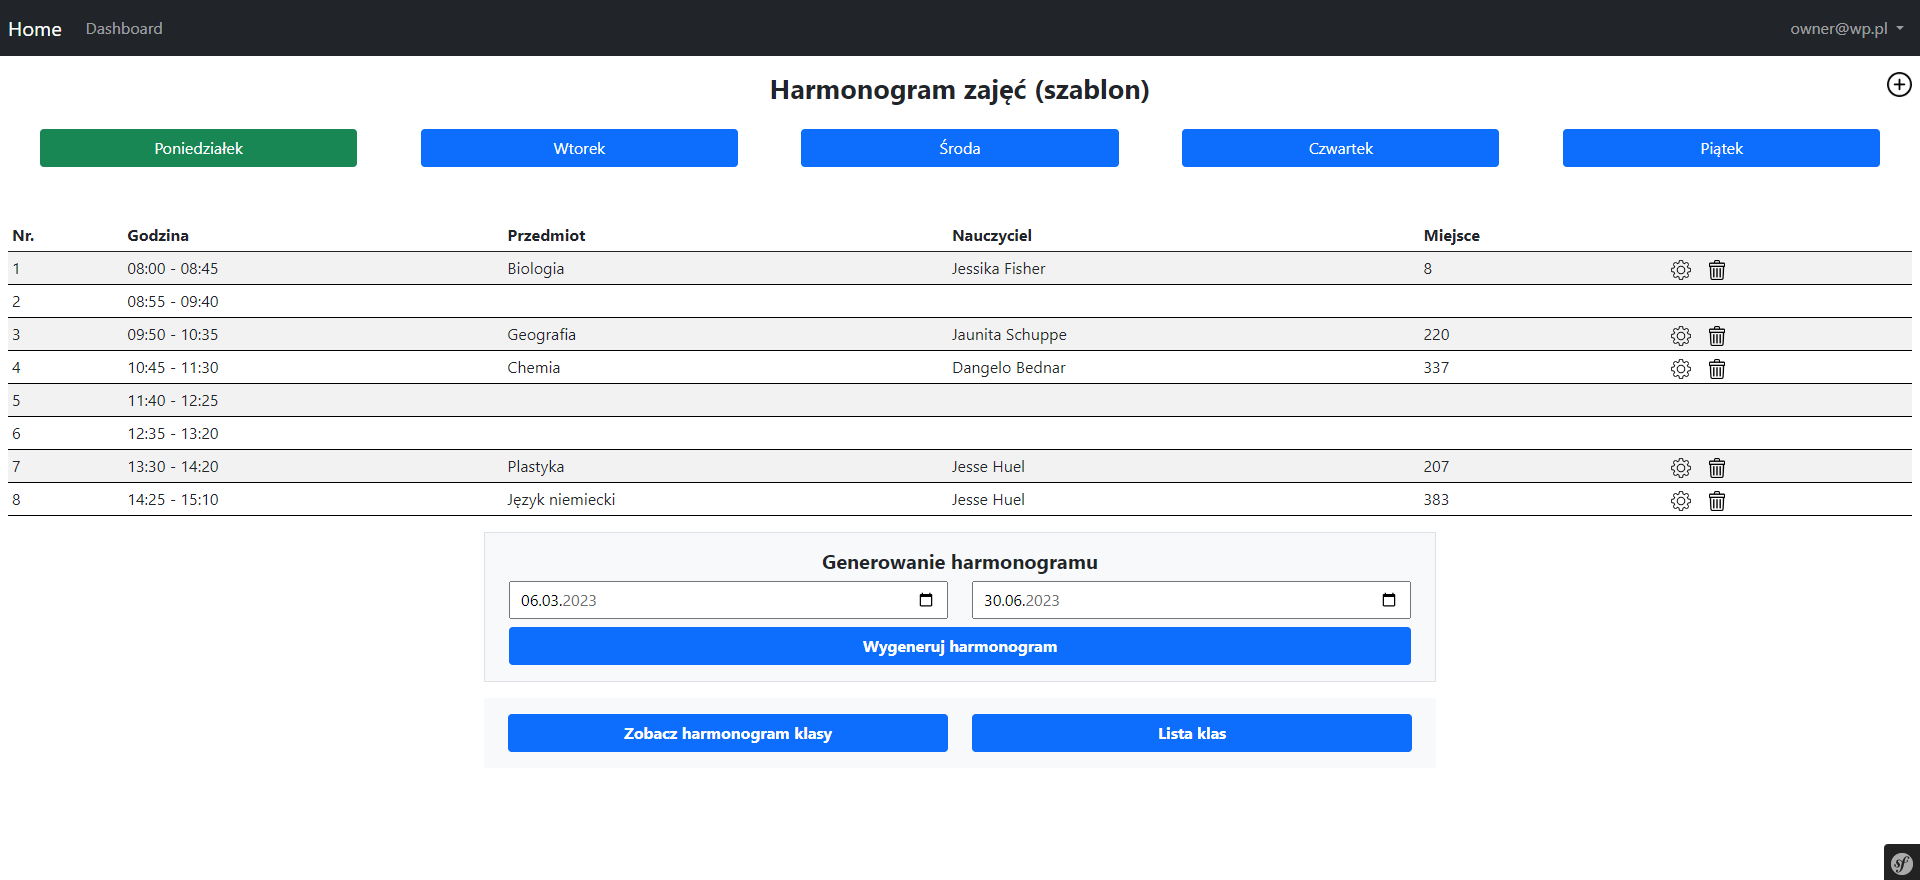 Home Dashboard owner@wp.pl
Harmonogram zajęć (szablon)
Poniedziałek Wtorek Środa Czwartek Piątek
Nr. Godzina Przedmiot Nauczyciel Miejsce
1 08:00 - 08:45 Biologia Jessika Fisher 8
2 08:55 - 09:40
3 09:50 - 10:35 Geografia Jaunita Schuppe 220
4 10:45 - 11:30 Chemia Dangelo Bednar 337
5 11:40 - 12:25
6 12:35 - 13:20
7 13:30 - 14:20 Plastyka Jesse Huel 207
8 14:25 - 15:10 Język niemiecki Jesse Huel 383
Generowanie harmonogramu
06.03.2023 30.06.2023
Wygeneruj harmonogram
Zobacz harmonogram klasy Lista klas
sf